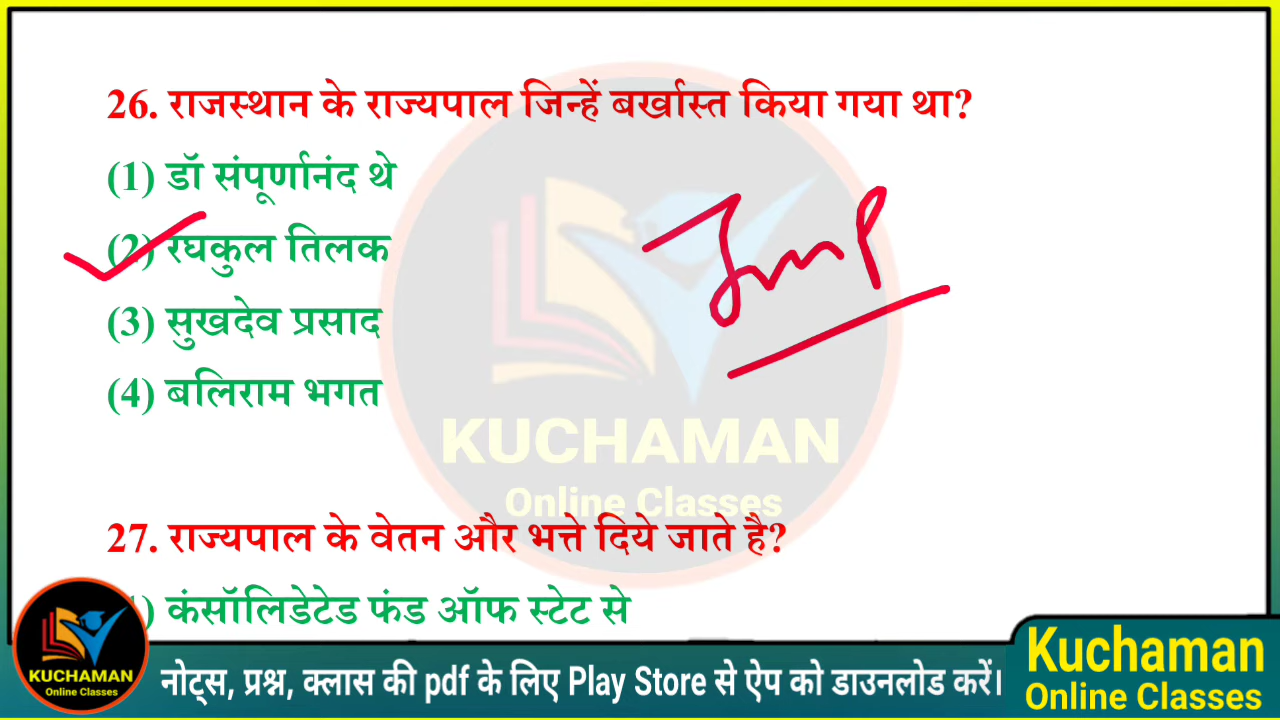 26. राजस्थान के राज्यपाल जिन्हें बर्खास्त किया गया था?
(1) डॉ संपूर्णानंद थे
(2) रघकुल तिलक
Imp
(3) सुखदेव प्रसाद
(4) बलिराम भगत
KUCHAMAN
Online Classes
27. राज्यपाल के वेतन और भत्ते दिये जाते है?
1) कंसॉलिडेटेड फंड ऑफ स्टेट से
KUCHAMAN
Online Classes
नोट्स, प्रश्न, क्लास की pdf के लिए Play Store से ऐप को डाउनलोड करें।
Kuchaman
Online Classes